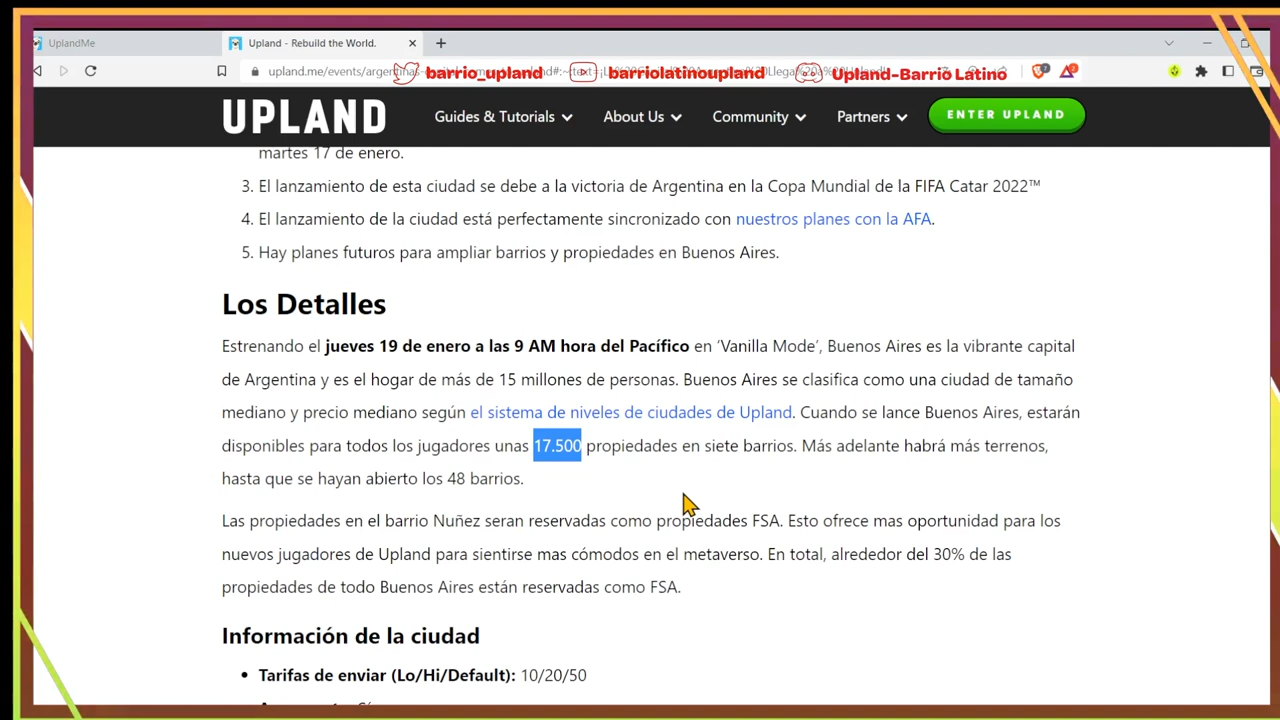 UplandMe
Upland - Rebuild the World.
upland.me/events/argentinas
barrio_upland
barriolatinoupland
Upland-Barrio Latino
UPLAND
Guides & Tutorials
About Us
Community
Partners
ENTER UPLAND
martes 17 de enero.
3. El lanzamiento de esta ciudad se debe a la victoria de Argentina en la Copa Mundial de la FIFA Catar 2022™
4. El lanzamiento de la ciudad está perfectamente sincronizado con nuestros planes con la AFA.
5. Hay planes futuros para ampliar barrios y propiedades en Buenos Aires.
Los Detalles
Estrenando el jueves 19 de enero a las 9 AM hora del Pacífico en ‘Vanilla Mode’, Buenos Aires es la vibrante capital
de Argentina y es el hogar de más de 15 millones de personas. Buenos Aires se clasifica como una ciudad de tamaño
mediano y precio mediano según el sistema de niveles de ciudades de Upland. Cuando se lance Buenos Aires, estarán
disponibles para todos los jugadores unas 17.500 propiedades en siete barrios. Más adelante habrá más terrenos,
hasta que se hayan abierto los 48 barrios.
Las propiedades en el barrio Nuñez seran reservadas como propiedades FSA. Esto ofrece mas oportunidad para los
nuevos jugadores de Upland para sientirse mas cómodos en el metaverso. En total, alrededor del 30% de las
propiedades de todo Buenos Aires están reservadas como FSA.
Información de la ciudad
• Tarifas de enviar (Lo/Hi/Default): 10/20/50